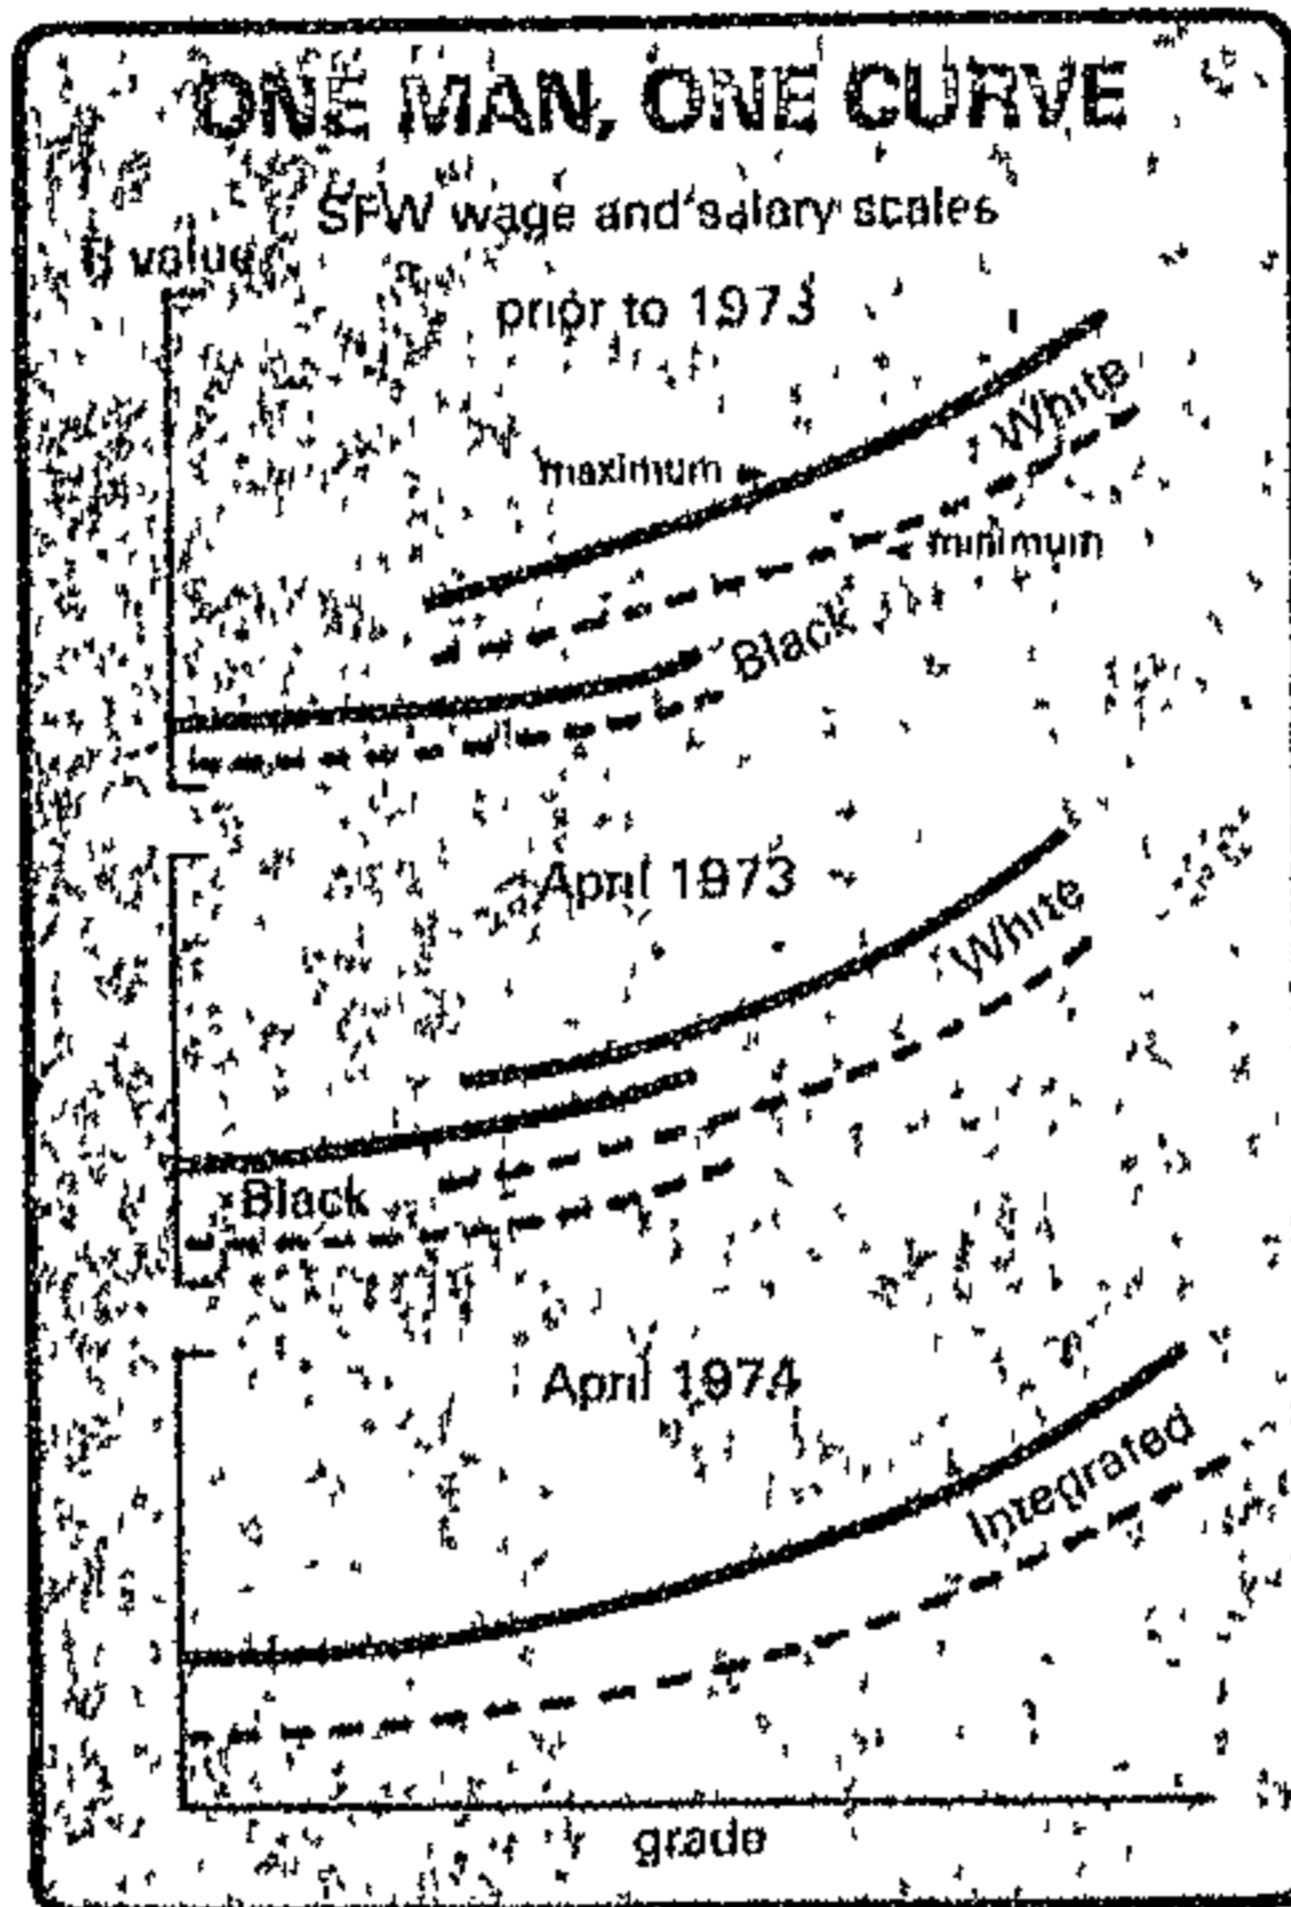 ONE MAN, ONE CURVE
SFW wage and salary scales
value
prior to 1973
White
maximum
minimum
Black
April 1973
White
Black
April 1974
Integrated
grade